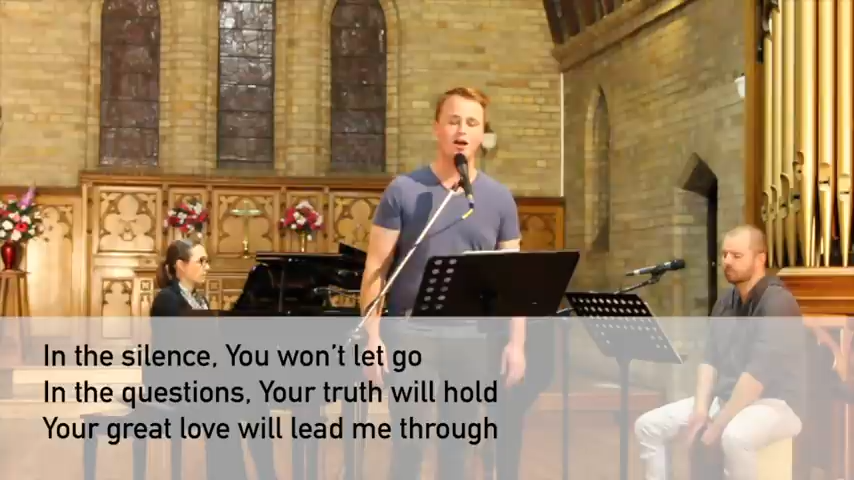 In the silence, You won't let go
In the questions, Your truth will hold
Your great love will lead me through